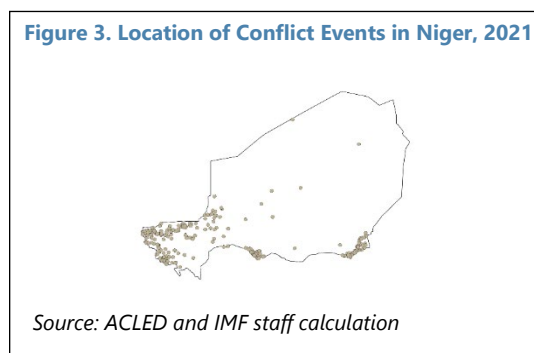 Figure 3. Location of Conflict Events in Niger, 2021
Source: ACLED and IMF staff calculation